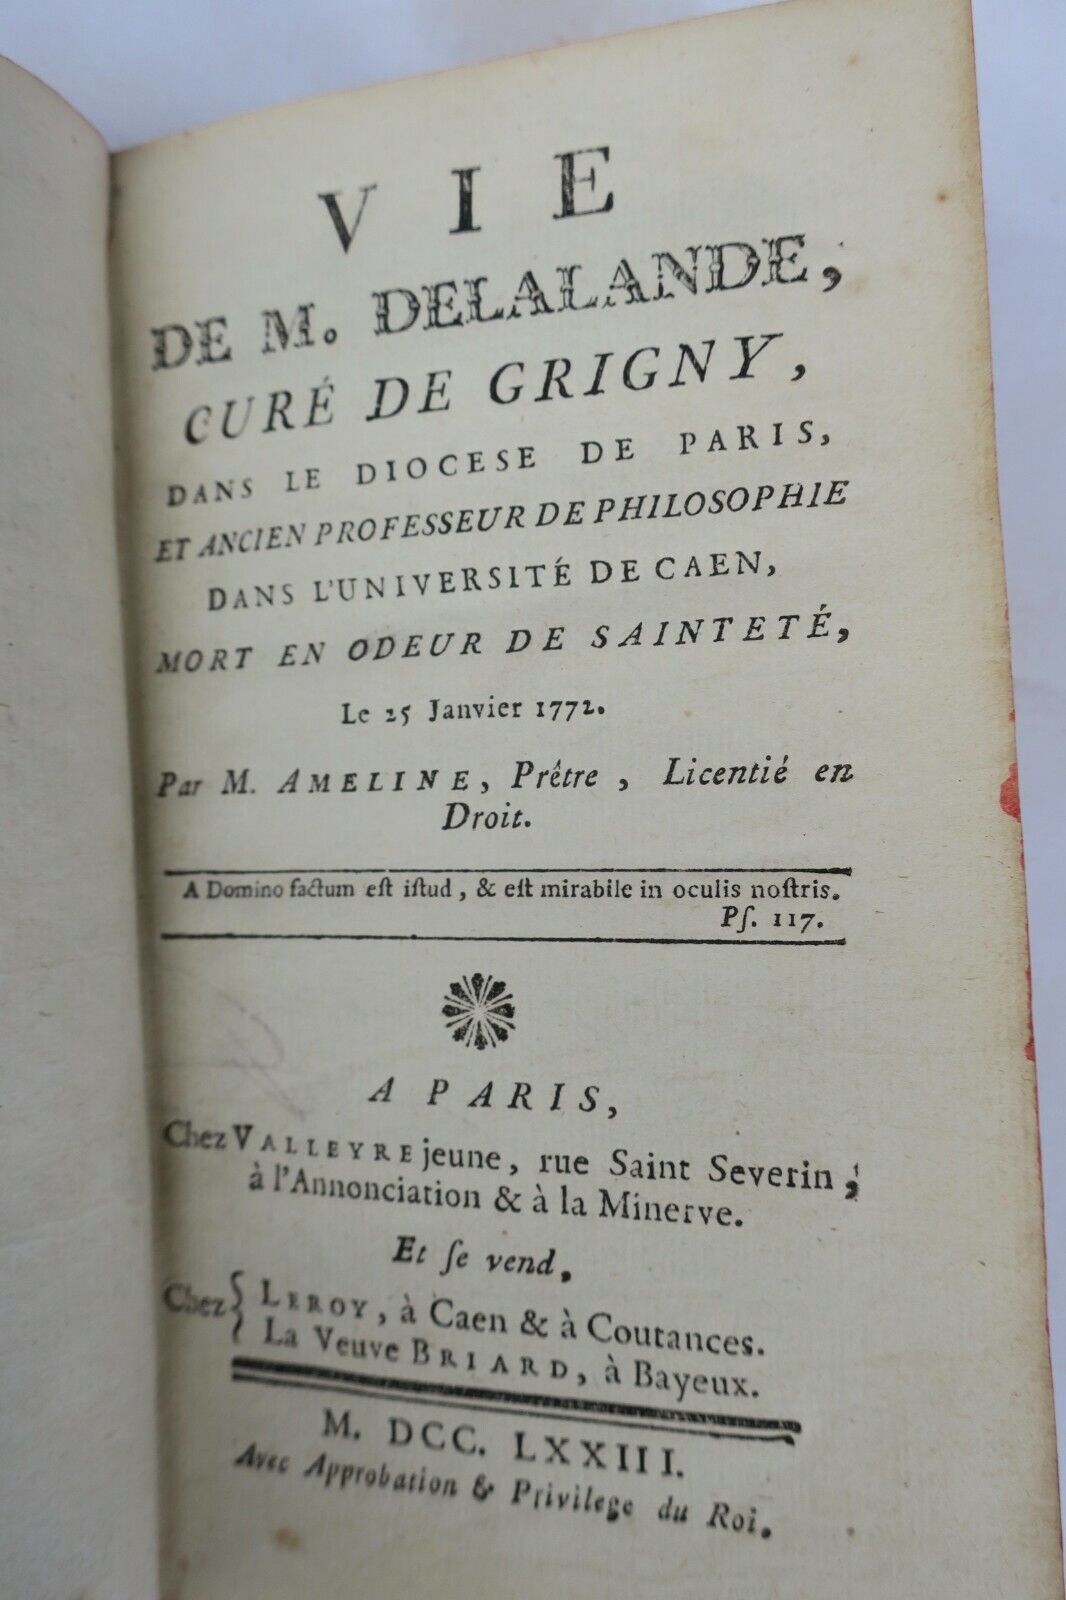 VIE
DE M. DELALANDE,
CURÉ DE GRIGNY,
DANS LE DIOCESE DE PARIS,
ET ANCIEN PROFESSEUR DE PHILOSOPHIE
DANS L'UNIVERSITÉ DE CAEN,
MORT EN ODEUR DE SAINTETÉ,
Le 25 Janvier 1772.
Par M. AMELINE, Prêtre, Licentié en
Droit.
A Domino factum eſt iſtud, & eſt mirabile in oculis noſtris.
Pſ. 117.
A PARIS,
Chez VALLEYRE jeune, rue Saint Severin,
à l'Annonciation & à la Minerve.
Et ſe vend,
Chez { LEROY, à Caen & à Coutances.
La Veuve BRIARD, à Bayeux.
M. DCC. LXXIII.
Avec Approbation & Privilege du Roi.